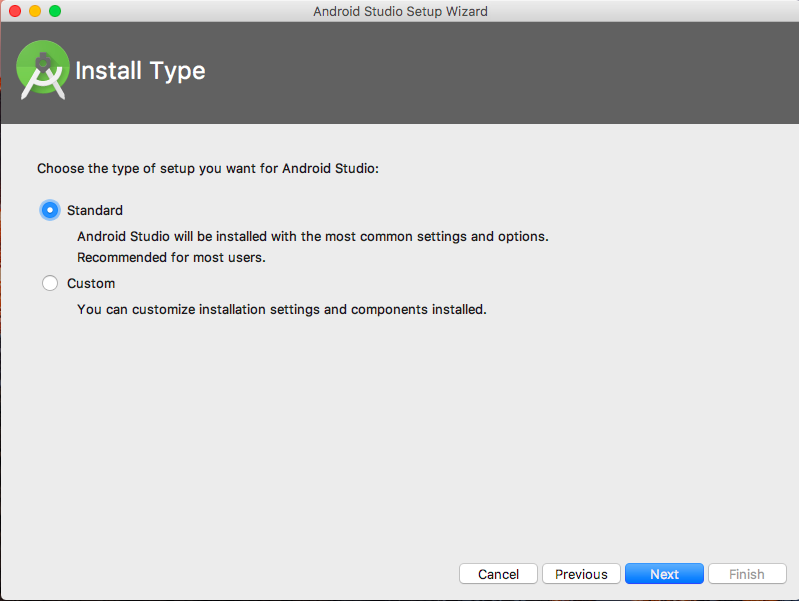 Android Studio Setup Wizard
Install Type
Choose the type of setup you want for Android Studio:
Standard
Android Studio will be installed with the most common settings and options.
Recommended for most users.
Custom
You can customize installation settings and components installed.
Cancel Previous Next Finish